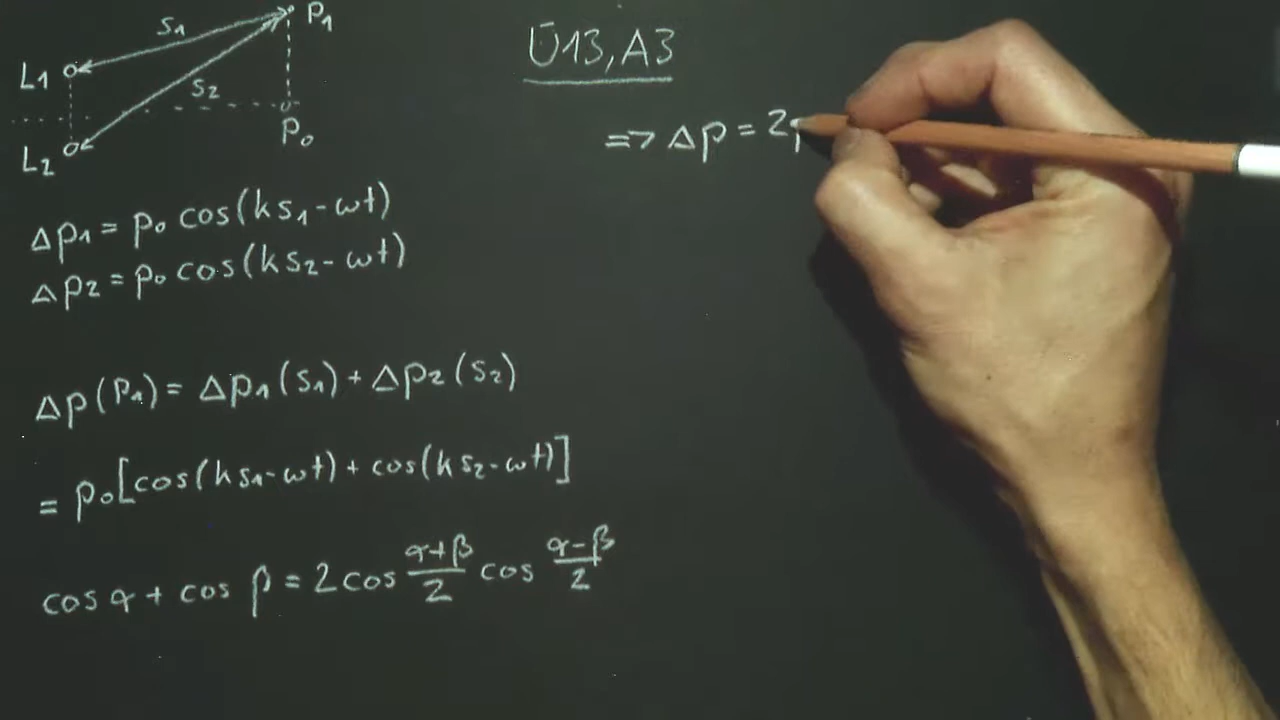 S1
P1
L1
S2
P0
L2
Δp1 = p0 cos(ks1-ωt)
Δp2 = p0 cos(ks2-ωt)
Δp(P1) = Δp1(s1) + Δp2(s2)
= p0[cos(ks1-ωt) + cos(ks2-ωt)]
cos α + cos β = 2 cos (α+β)/2 cos (α-β)/2
Ü13, A3
=> Δp = 2p